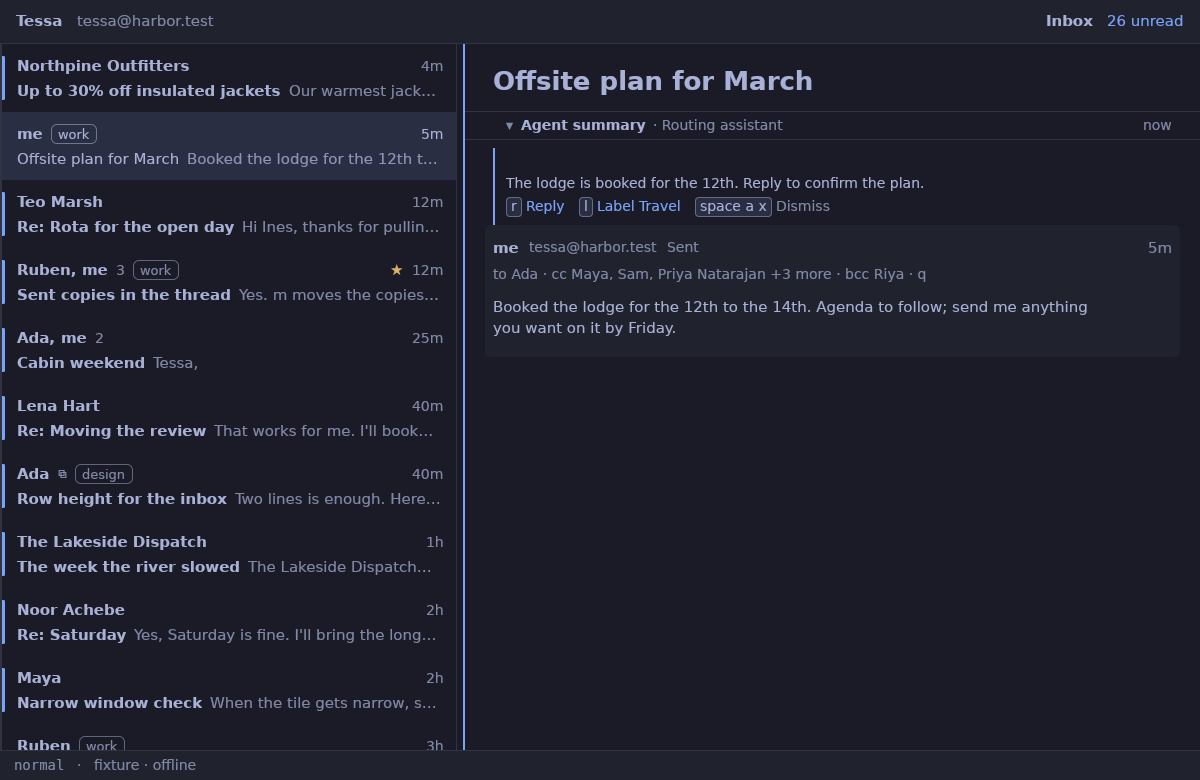 Tessa tessa@harbor.test Inbox 26 unread
Northpine Outfitters 4m
Up to 30% off insulated jackets Our warmest jack…
me work 5m
Offsite plan for March Booked the lodge for the 12th t…
Teo Marsh 12m
Re: Rota for the open day Hi Ines, thanks for pullin…
Ruben, me 3 work ★ 12m
Sent copies in the thread Yes. m moves the copies…
Ada, me 2 25m
Cabin weekend Tessa,
Lena Hart 40m
Re: Moving the review That works for me. I'll book…
Ada design 40m
Row height for the inbox Two lines is enough. Here…
The Lakeside Dispatch 1h
The week the river slowed The Lakeside Dispatch…
Noor Achebe 2h
Re: Saturday Yes, Saturday is fine. I'll bring the long…
Maya 2h
Narrow window check When the tile gets narrow, s…
Ruben work 3h
Offsite plan for March
▾ Agent summary · Routing assistant now
The lodge is booked for the 12th. Reply to confirm the plan.
r Reply l Label Travel space a x Dismiss
me tessa@harbor.test Sent 5m
to Ada · cc Maya, Sam, Priya Natarajan +3 more · bcc Riya · q
Booked the lodge for the 12th to the 14th. Agenda to follow; send me anything
you want on it by Friday.
normal · fixture · offline